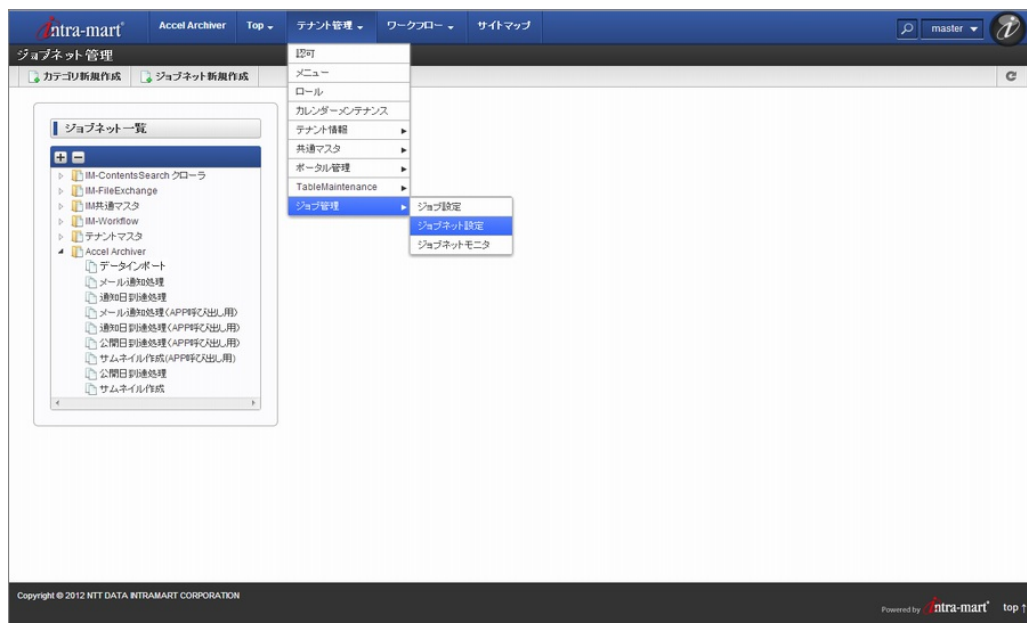 intra-mart Accel Archiver Top テナント管理 ワークフロー サイトマップ master
ジョブネット管理
カテゴリ新規作成 ジョブネット新規作成
認可
メニュー
ロール
カレンダーメンテナンス
テナント情報
共通マスタ
ポータル管理
TableMaintenance
ジョブ管理
ジョブ設定
ジョブネット設定
ジョブネットモニタ
ジョブネット一覧
IM-ContentsSearch クローラ
IM-FileExchange
IM共通マスタ
IM-Workflow
テナントマスタ
Accel Archiver
データインポート
メール通知処理
通知日到達処理
メール通知処理(APP呼び出し用)
通知日到達処理(APP呼び出し用)
公開日到達処理(APP呼び出し用)
サムネイル作成(APP呼び出し用)
公開日到達処理
サムネイル作成
Copyright © 2012 NTT DATA INTRAMART CORPORATION
Powered by intra-mart top ↑